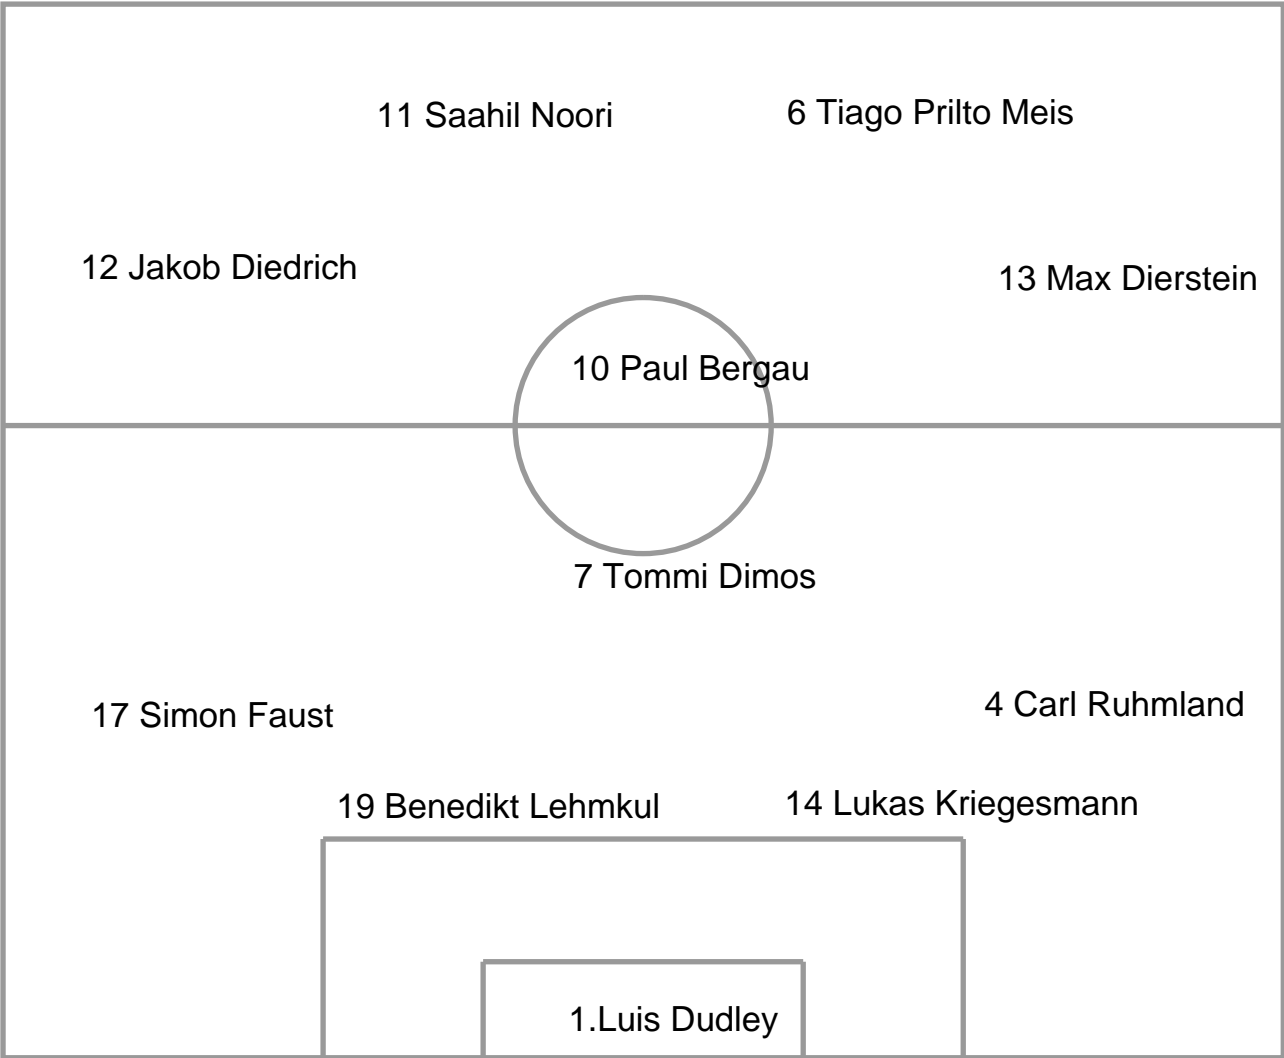 11 Saahil Noori
6 Tiago Prilto Meis
12 Jakob Diedrich
13 Max Dierstein
10 Paul Bergau
7 Tommi Dimos
17 Simon Faust
4 Carl Ruhmland
19 Benedikt Lehmkul
14 Lukas Kriegesmann
1.Luis Dudley